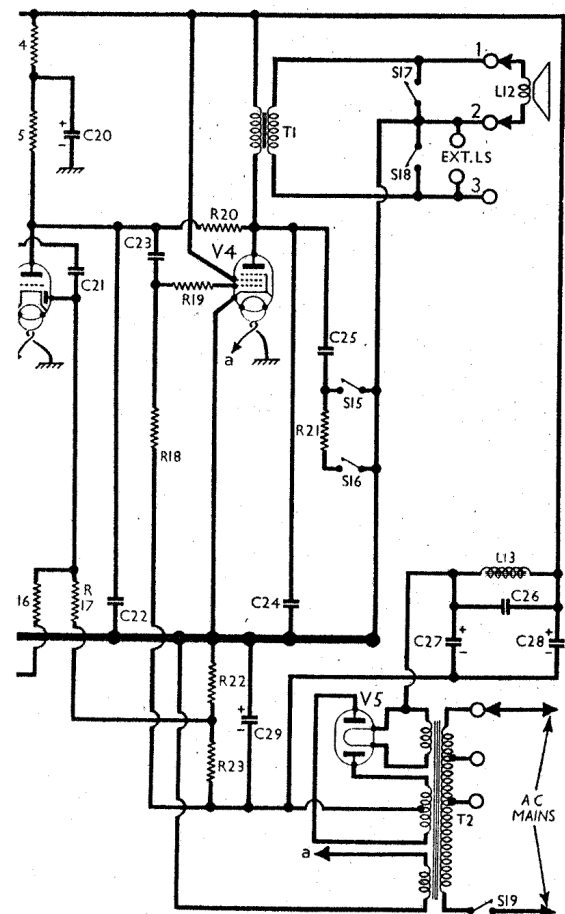 4
5
+
-
C20
S17
1
L12
2
EXT.LS
S18
3
T1
R20
C23
V4
R19
C21
a
C25
S15
R21
S16
R18
L13
C26
+
-
C27
+
-
C28
16
R
17
C22
C24
R22
V5
+
-
C29
R23
AC
MAINS
T2
a
S19